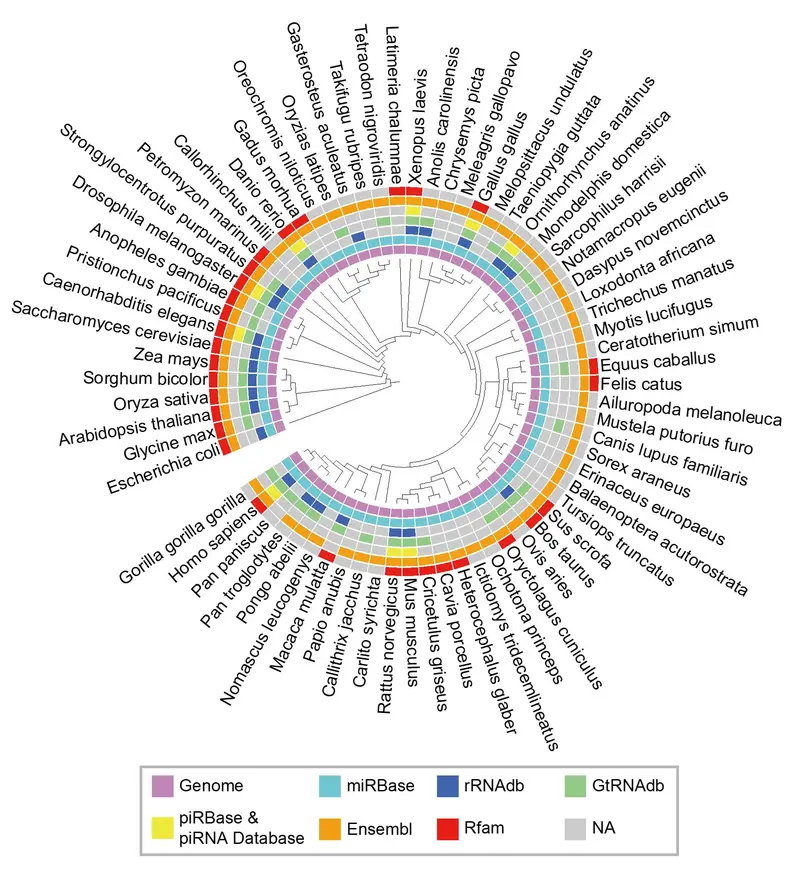 Escherichia coli
Glycine max
Arabidopsis thaliana
Oryza sativa
Sorghum bicolor
Zea mays
Saccharomyces cerevisiae
Caenorhabditis elegans
Pristionchus pacificus
Anopheles gambiae
Drosophila melanogaster
Strongylocentrotus purpuratus
Petromyzon marinus
Callorhinchus milii
Danio rerio
Gadus morhua
Oreochromis niloticus
Oryzias latipes
Gasterosteus aculeatus
Takifugu rubripes
Tetraodon nigroviridis
Latimeria chalumnae
Xenopus laevis
Anolis carolinensis
Chrysemys picta
Meleagris gallopavo
Gallus gallus
Melopsittacus undulatus
Taeniopygia guttata
Ornithorhynchus anatinus
Monodelphis domestica
Sarcophilus harrisii
Notamacropus eugenii
Dasypus novemcinctus
Loxodonta africana
Trichechus manatus
Myotis lucifugus
Ceratotherium simum
Equus caballus
Felis catus
Ailuropoda melanoleuca
Mustela putorius furo
Canis lupus familiaris
Sorex araneus
Erinaceus europaeus
Balaenoptera acutorostrata
Tursiops truncatus
Sus scrofa
Bos taurus
Ovis aries
Oryctolagus cuniculus
Ochotona princeps
Ictidomys tridecemlineatus
Heterocephalus glaber
Cavia porcellus
Cricetulus griseus
Mus musculus
Rattus norvegicus
Carlito syrichta
Callithrix jacchus
Papio anubis
Macaca mulatta
Nomascus leucogenys
Pongo abelii
Pan troglodytes
Pan paniscus
Homo sapiens
Gorilla gorilla gorilla
Genome
miRBase
rRNAdb
GtRNAdb
piRBase &
piRNA Database
Ensembl
Rfam
NA